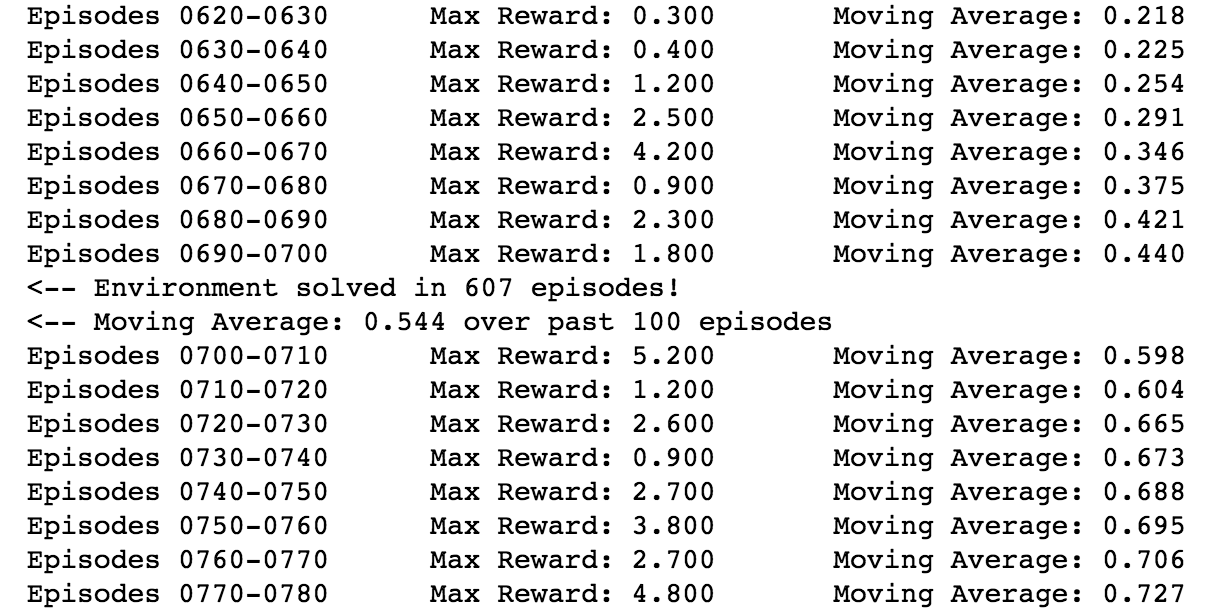 Episodes 0620-0630 Max Reward: 0.300 Moving Average: 0.218
Episodes 0630-0640 Max Reward: 0.400 Moving Average: 0.225
Episodes 0640-0650 Max Reward: 1.200 Moving Average: 0.254
Episodes 0650-0660 Max Reward: 2.500 Moving Average: 0.291
Episodes 0660-0670 Max Reward: 4.200 Moving Average: 0.346
Episodes 0670-0680 Max Reward: 0.900 Moving Average: 0.375
Episodes 0680-0690 Max Reward: 2.300 Moving Average: 0.421
Episodes 0690-0700 Max Reward: 1.800 Moving Average: 0.440
<-- Environment solved in 607 episodes!
<-- Moving Average: 0.544 over past 100 episodes
Episodes 0700-0710 Max Reward: 5.200 Moving Average: 0.598
Episodes 0710-0720 Max Reward: 1.200 Moving Average: 0.604
Episodes 0720-0730 Max Reward: 2.600 Moving Average: 0.665
Episodes 0730-0740 Max Reward: 0.900 Moving Average: 0.673
Episodes 0740-0750 Max Reward: 2.700 Moving Average: 0.688
Episodes 0750-0760 Max Reward: 3.800 Moving Average: 0.695
Episodes 0760-0770 Max Reward: 2.700 Moving Average: 0.706
Episodes 0770-0780 Max Reward: 4.800 Moving Average: 0.727